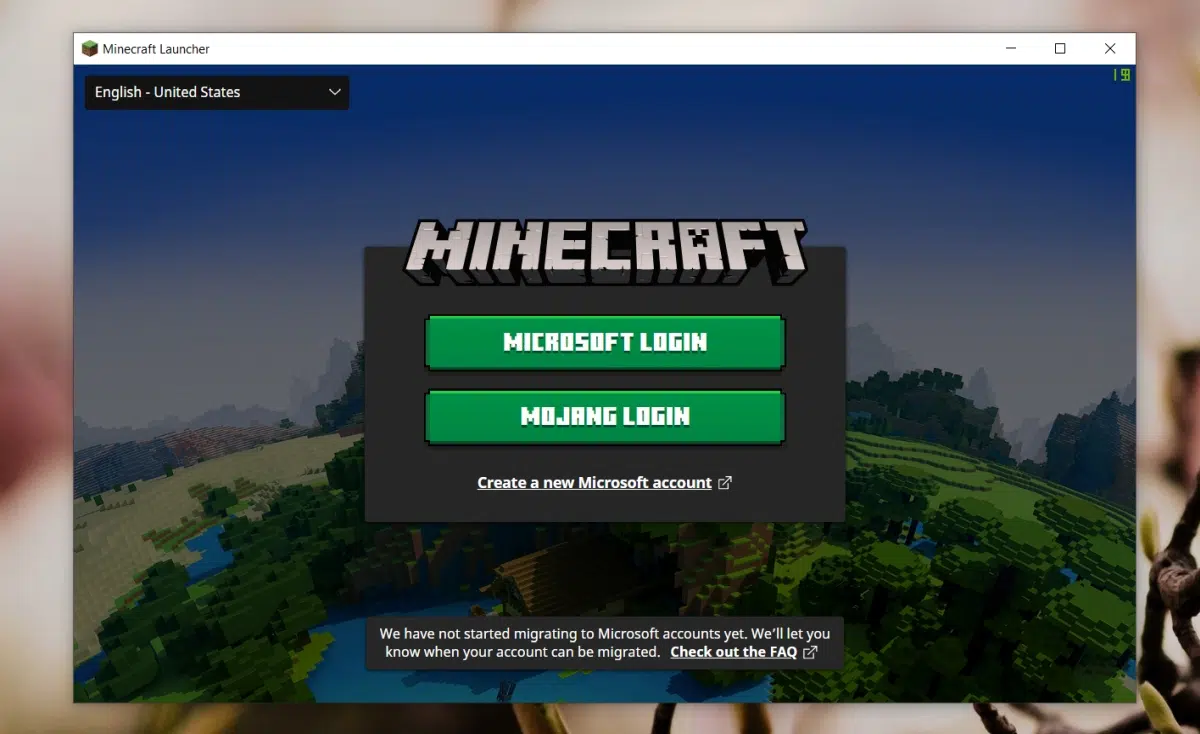 Minecraft Launcher
English - United States
198
MINECRAFT
MICROSOFT LOGIN
MOJANG LOGIN
Create a new Microsoft account
We have not started migrating to Microsoft accounts yet. We'll let you
know when your account can be migrated. Check out the FAQ